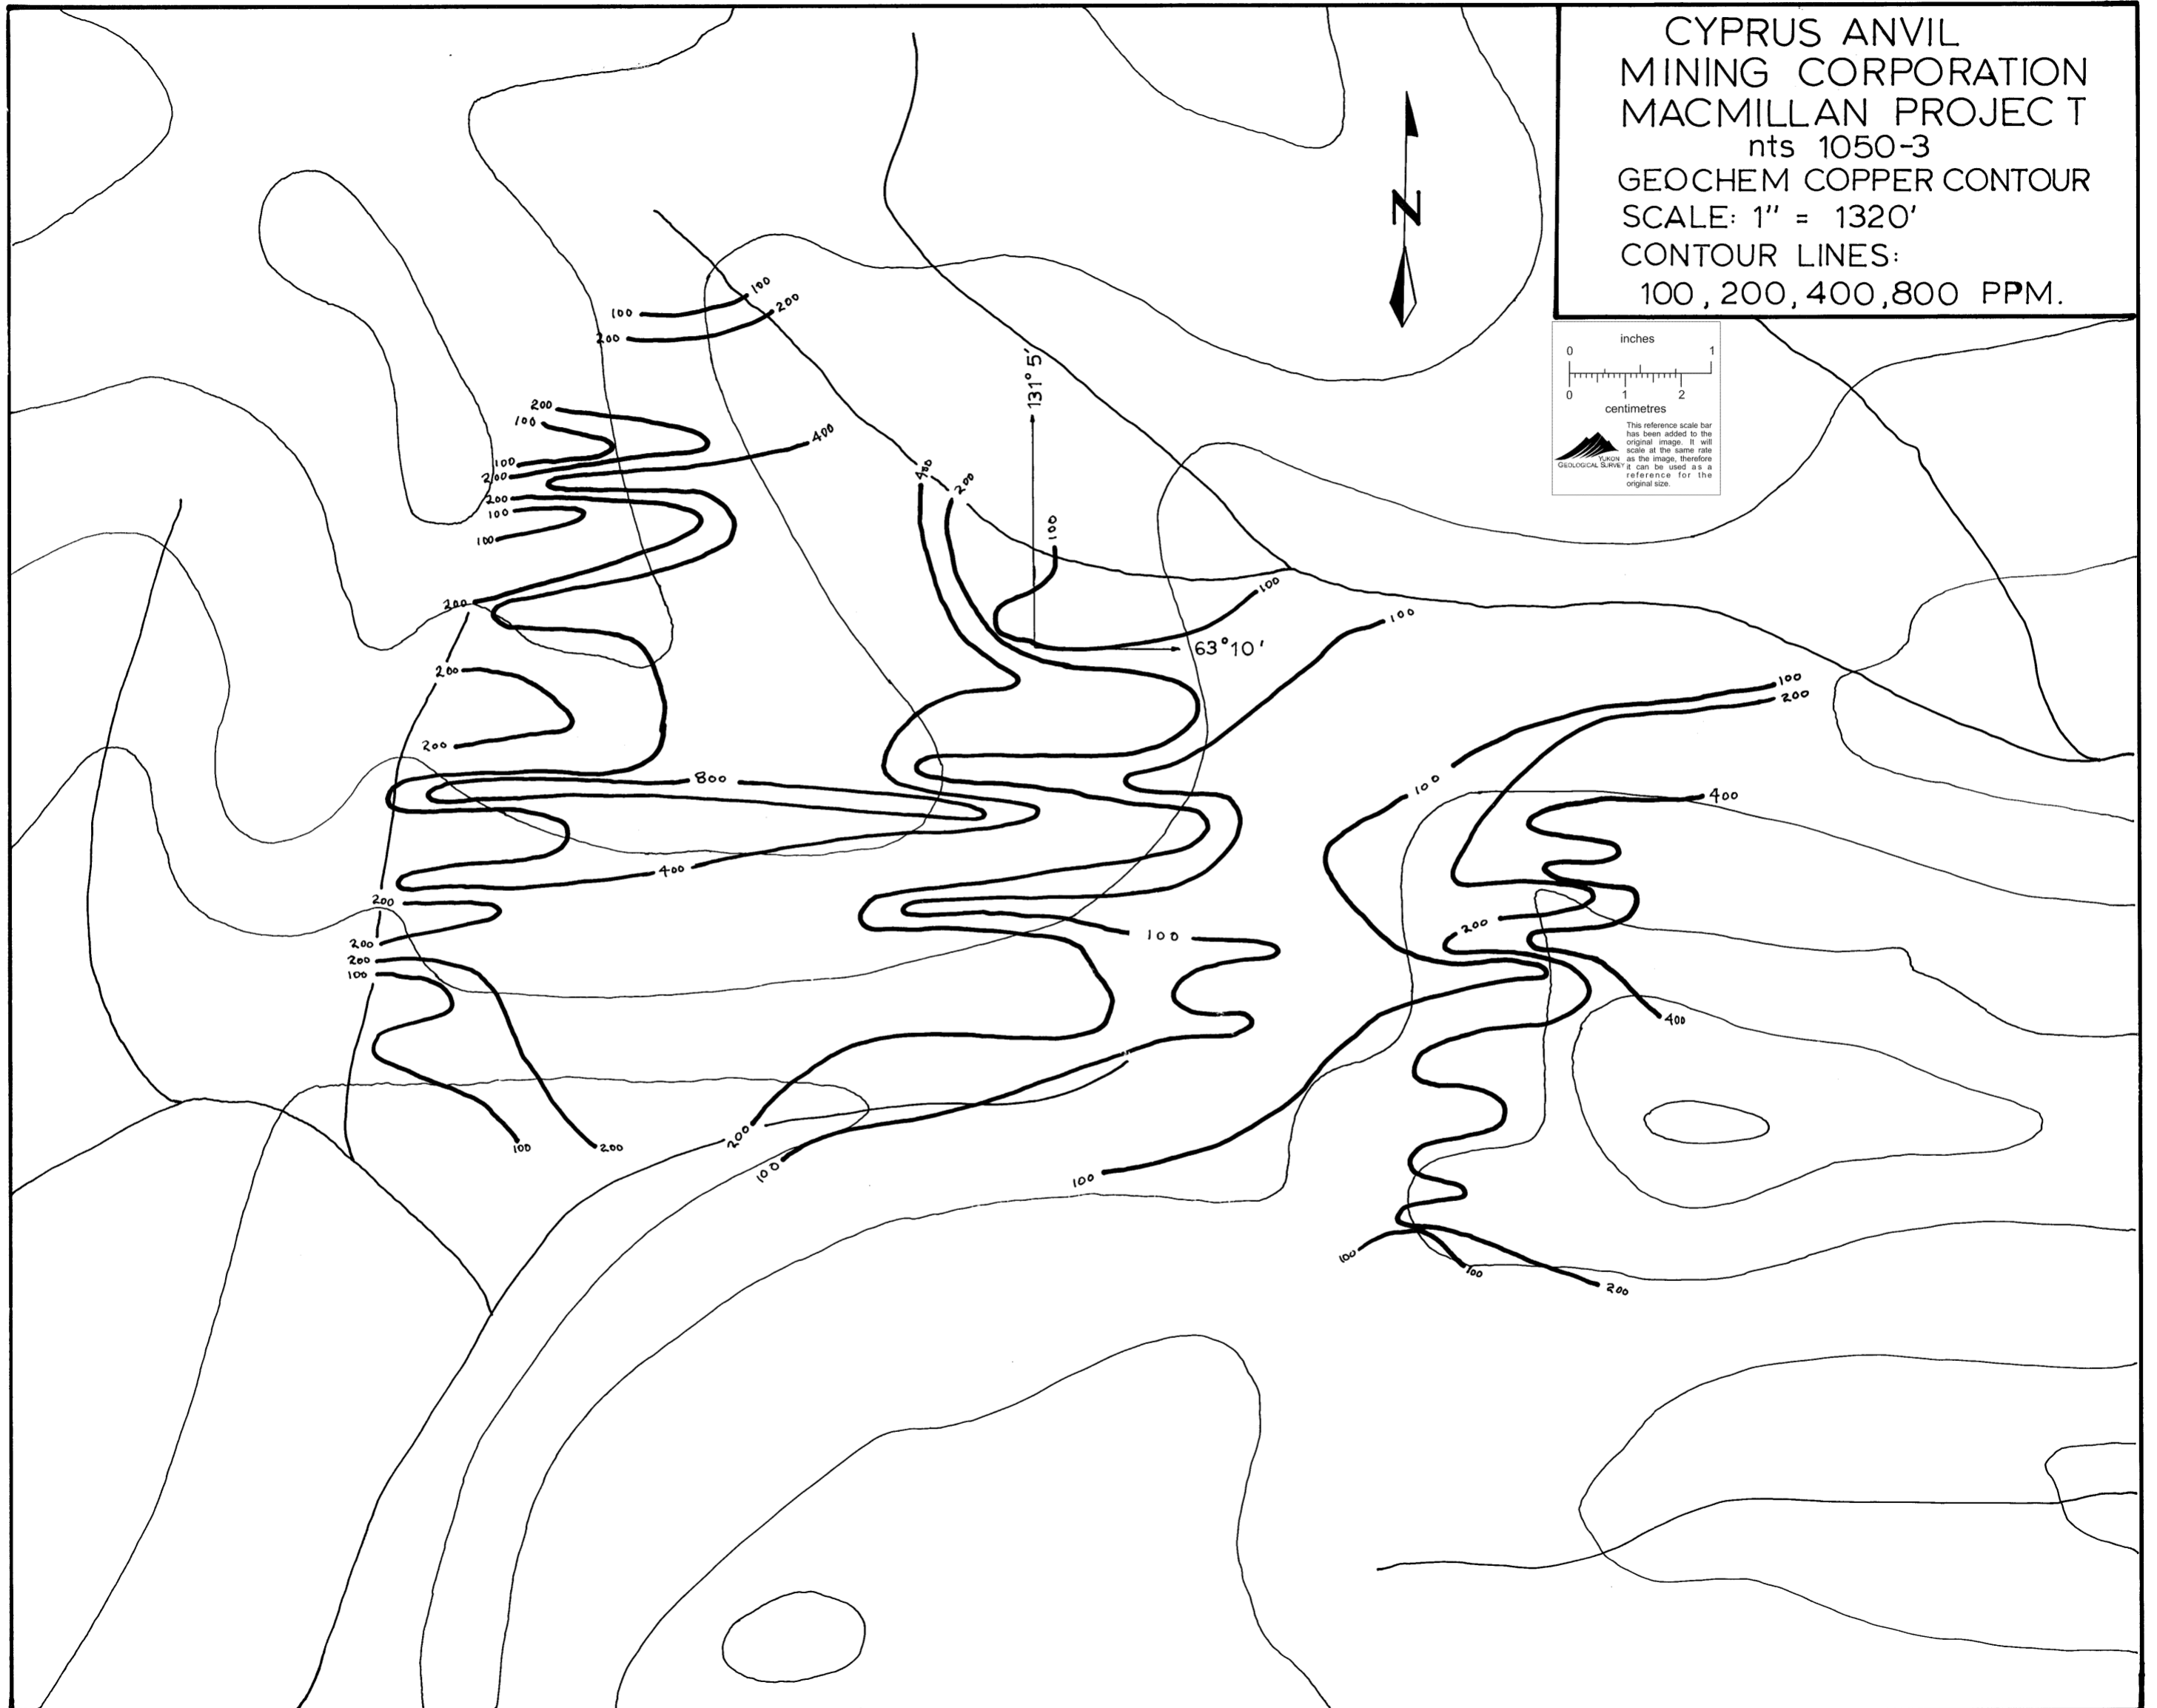 CYPRUS ANVIL
MINING CORPORATION
MACMILLAN PROJECT
nts 1050-3
GEOCHEM COPPER CONTOUR
SCALE: 1" = 1320'
CONTOUR LINES:
100, 200, 400, 800 PPM.
N
inches
0 1
0 1 2
centimetres
This reference scale bar
has been added to the
original image. It will
scale at the same rate
as the image, therefore
it can be used as a
reference for the
original size.
YUKON
GEOLOGICAL SURVEY
100
100
200
200
131° 5'
200
100
400
100
200
400
200
200
100
100
100
100
200
100
63°10'
200
100
200
200
800
100
400
400
200
200
100
200
200
100
400
100
200
200
100
100
100
100
200